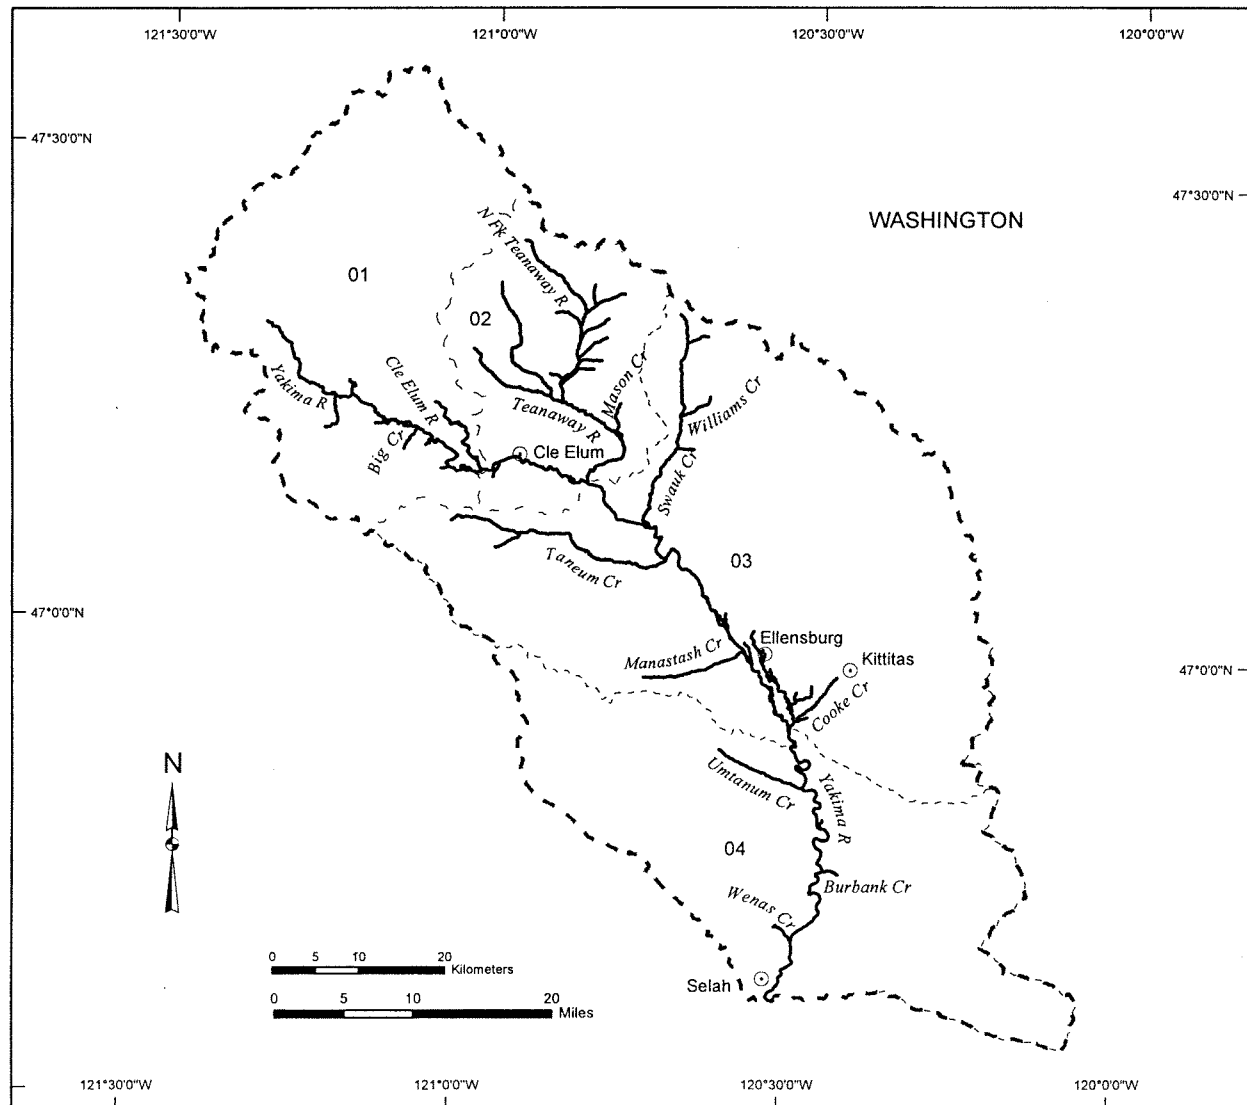 121°30'0"W 121°0'0"W 120°30'0"W 120°0'0"W
47°30'0"N
47°30'0"N
WASHINGTON
N Fk Teanaway R
01
02
Yakima R
Cle Elum R
Mason Cr
Williams Cr
Teanaway R
Big Cr
Cle Elum
Swauk Cr
Taneum Cr
03
47°0'0"N
Ellensburg
Manastash Cr
Kittitas
47°0'0"N
Cooke Cr
Umtanum Cr
Yakima R
N
04
Burbank Cr
Wenas Cr
0 5 10 20
Kilometers
Selah
0 5 10 20
Miles
121°30'0"W 121°0'0"W 120°30'0"W 120°0'0"W